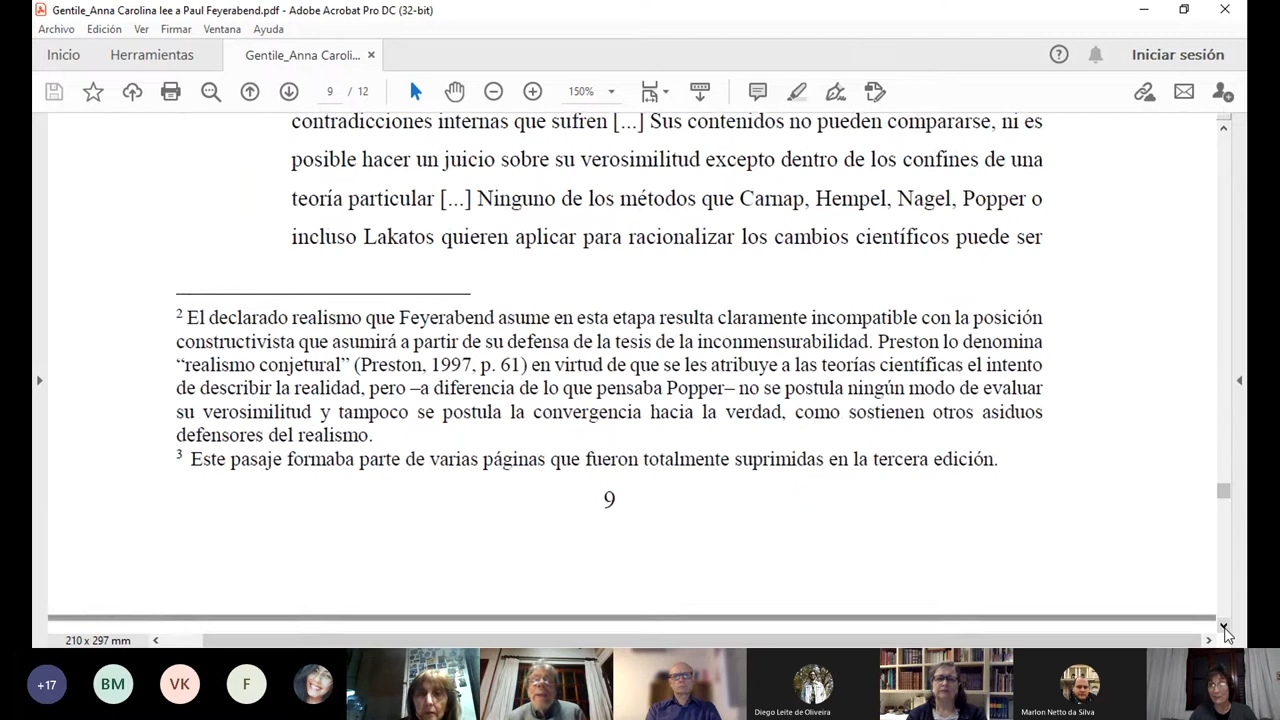 Gentile_Anna Carolina lee a Paul Feyerabend.pdf - Adobe Acrobat Pro DC (32-bit)
Archivo Edición Ver Firmar Ventana Ayuda
Inicio Herramientas Gentile_Anna Caroli... × Iniciar sesión
9 / 12 150%
contradicciones internas que sufren [...] Sus contenidos no pueden compararse, ni es
posible hacer un juicio sobre su verosimilitud excepto dentro de los confines de una
teoría particular [...] Ninguno de los métodos que Carnap, Hempel, Nagel, Popper o
incluso Lakatos quieren aplicar para racionalizar los cambios científicos puede ser
2 El declarado realismo que Feyerabend asume en esta etapa resulta claramente incompatible con la posición
constructivista que asumirá a partir de su defensa de la tesis de la inconmensurabilidad. Preston lo denomina
“realismo conjetural” (Preston, 1997, p. 61) en virtud de que se les atribuye a las teorías científicas el intento
de describir la realidad, pero –a diferencia de lo que pensaba Popper– no se postula ningún modo de evaluar
su verosimilitud y tampoco se postula la convergencia hacia la verdad, como sostienen otros asiduos
defensores del realismo.
3 Este pasaje formaba parte de varias páginas que fueron totalmente suprimidas en la tercera edición.
9
210 x 297 mm
+17 BM VK F
Diego Leite de Oliveira Marlon Netto da Silva